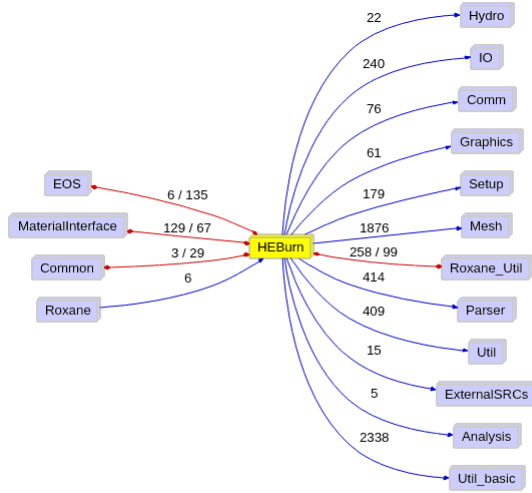 22
Hydro
240
IO
76
Comm
61
Graphics
EOS
6 / 135
179
Setup
MaterialInterface
129 / 67
1876
Mesh
HEBurn
Common
3 / 29
258 / 99
Roxane_Util
6
414
Roxane
Parser
409
Util
15
ExternalSRCs
5
Analysis
2338
Util_basic